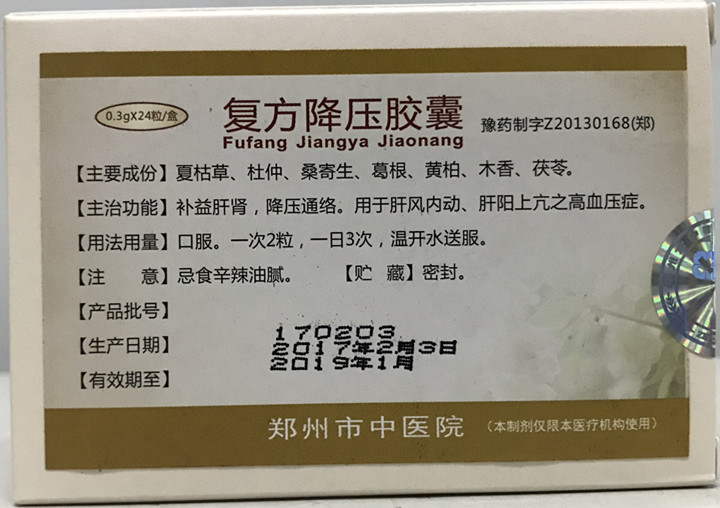 0.3gX24粒/盒
复方降压胶囊
Fufang Jiangya Jiaonang
豫药制字Z20130168(郑)
【主要成份】夏枯草、杜仲、桑寄生、葛根、黄柏、木香、茯苓。
【主治功能】补益肝肾，降压通络。用于肝风内动、肝阳上亢之高血压症。
【用法用量】口服。一次2粒，一日3次，温开水送服。
【注 意】忌食辛辣油腻。 【贮 藏】密封。
【产品批号】 170203
【生产日期】 2017年2月3日
【有效期至】 2019年1月
郑州市中医院 （本制剂仅限本医疗机构使用）